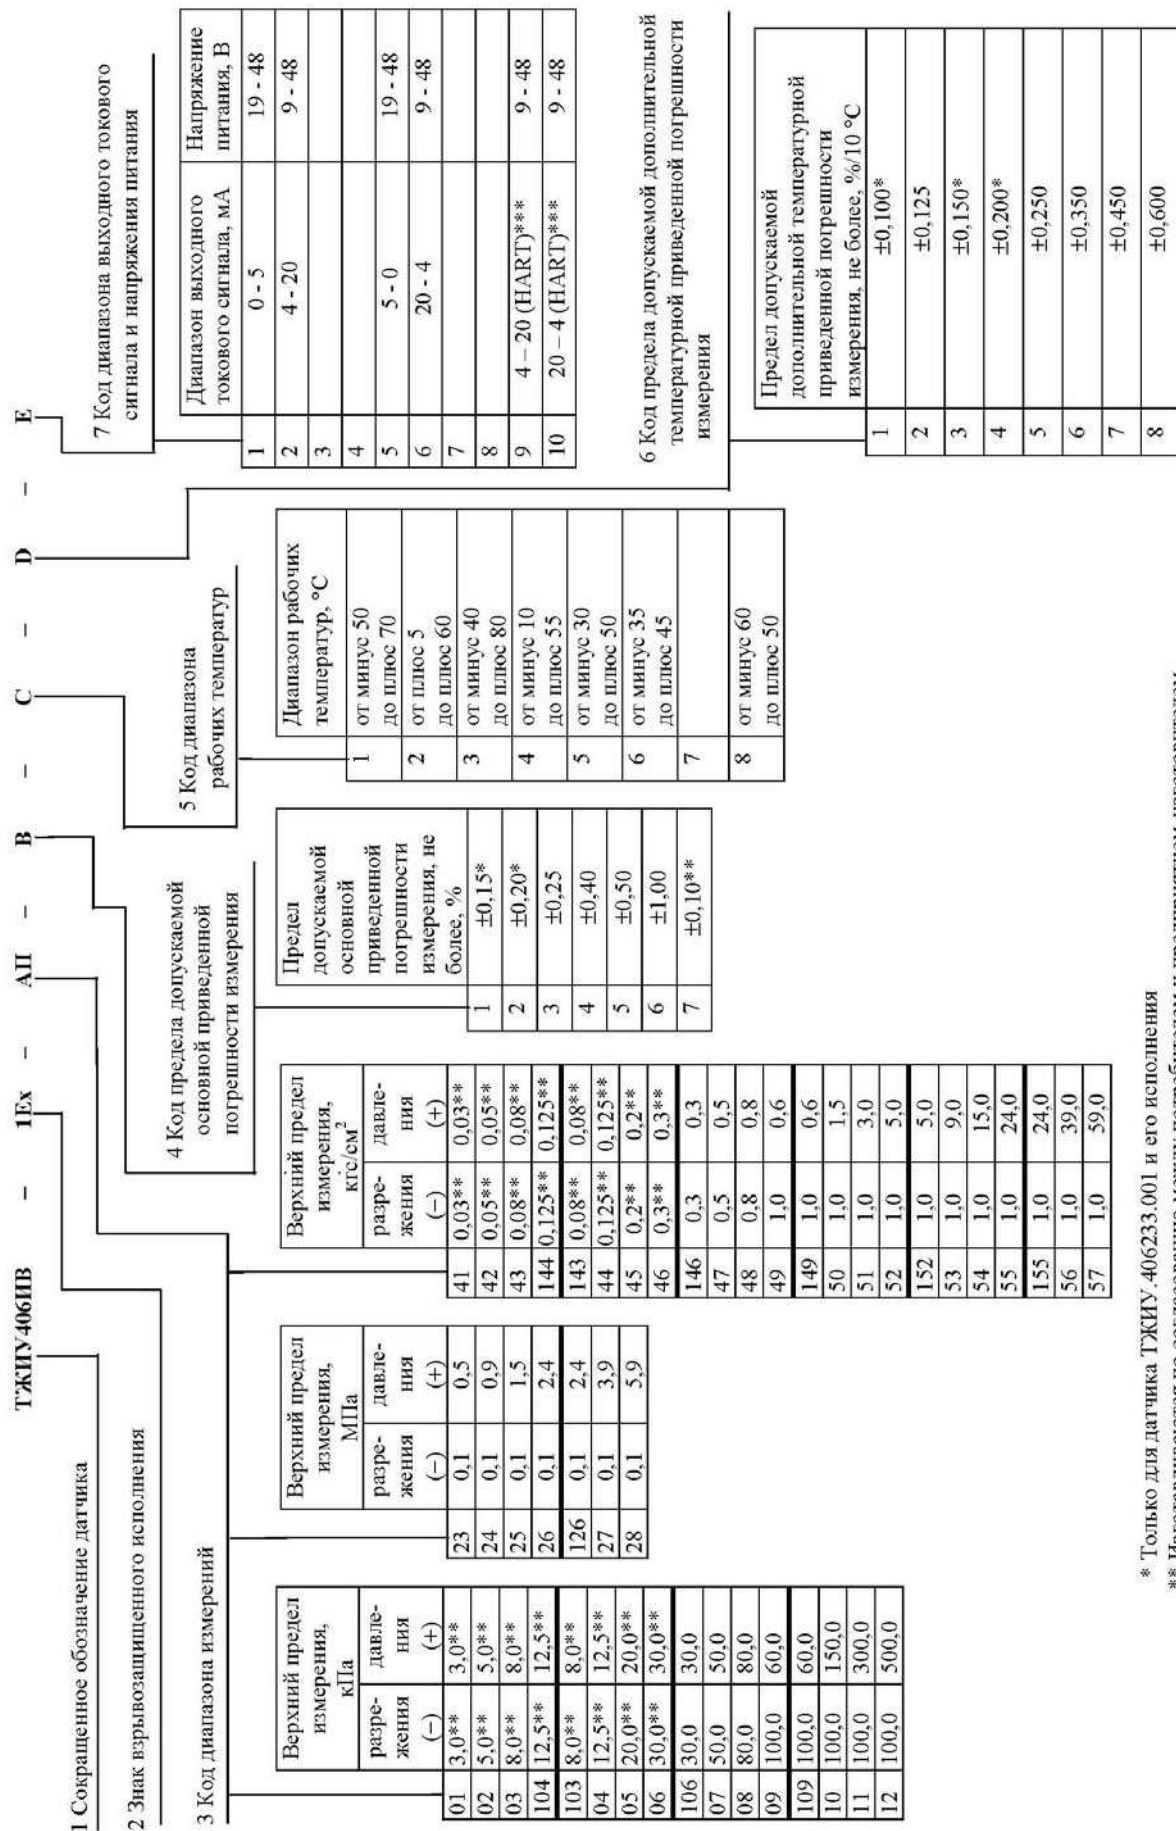 ТЖИУ406ИВ – 1Ex – АП – B – C – D – E
1 Сокращенное обозначение датчика
2 Знак взрывозащищенного исполнения
3 Код диапазона измерений
Верхний предел
измерения,
кПа
разре-
жения
(–)
давле-
ния
(+)
01 3,0** 3,0**
02 5,0** 5,0**
03 8,0** 8,0**
104 12,5** 12,5**
103 8,0** 8,0**
04 12,5** 12,5**
05 20,0** 20,0**
06 30,0** 30,0**
106 30,0 30,0
07 50,0 50,0
08 80,0 80,0
09 100,0 60,0
109 100,0 60,0
10 100,0 150,0
11 100,0 300,0
12 100,0 500,0
Верхний предел
измерения,
МПа
разре-
жения
(–)
давле-
ния
(+)
23 0,1 0,5
24 0,1 0,9
25 0,1 1,5
26 0,1 2,4
126 0,1 2,4
27 0,1 3,9
28 0,1 5,9
Верхний предел
измерения,
кгс/см²
разре-
жения
(–)
давле-
ния
(+)
41 0,03** 0,03**
42 0,05** 0,05**
43 0,08** 0,08**
144 0,125** 0,125**
143 0,08** 0,08**
44 0,125** 0,125**
45 0,2** 0,2**
46 0,3** 0,3**
146 0,3 0,3
47 0,5 0,5
48 0,8 0,8
49 1,0 0,6
149 1,0 0,6
50 1,0 1,5
51 1,0 3,0
52 1,0 5,0
152 1,0 5,0
53 1,0 9,0
54 1,0 15,0
55 1,0 24,0
155 1,0 24,0
56 1,0 39,0
57 1,0 59,0
4 Код предела допускаемой
основной приведенной
погрешности измерения
Предел
допускаемой
основной
приведенной
погрешности
измерения, не
более, %
1 ±0,15*
2 ±0,20*
3 ±0,25
4 ±0,40
5 ±0,50
6 ±1,00
7 ±0,10**
5 Код диапазона
рабочих температур
Диапазон рабочих
температур, °С
1 от минус 50
до плюс 70
2 от плюс 5
до плюс 60
3 от минус 40
до плюс 80
4 от минус 10
до плюс 55
5 от минус 30
до плюс 50
6 от минус 35
до плюс 45
7
8 от минус 60
до плюс 50
7 Код диапазона выходного токового
сигнала и напряжения питания
Диапазон выходного
токового сигнала, мА
Напряжение
питания, В
1 0 - 5 19 - 48
2 4 - 20 9 - 48
3
4
5 5 - 0 19 - 48
6 20 - 4 9 - 48
7
8
9 4 – 20 (HART)*** 9 - 48
10 20 – 4 (HART)*** 9 - 48
6 Код предела допускаемой дополнительной
температурной приведенной погрешности
измерения
Предел допускаемой
дополнительной температурной
приведенной погрешности
измерения, не более, %/10 °С
1 ±0,100*
2 ±0,125
3 ±0,150*
4 ±0,200*
5 ±0,250
6 ±0,350
7 ±0,450
8 ±0,600
* Только для датчика ТЖИУ.406233.001 и его исполнения